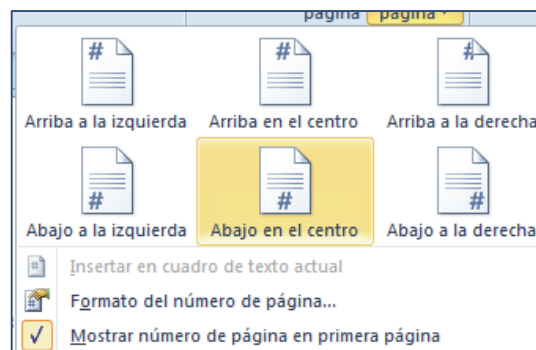 página página
Arriba a la izquierda Arriba en el centro Arriba a la derecha
Abajo a la izquierda Abajo en el centro Abajo a la derecha
Insertar en cuadro de texto actual
Formato del número de página...
Mostrar número de página en primera página